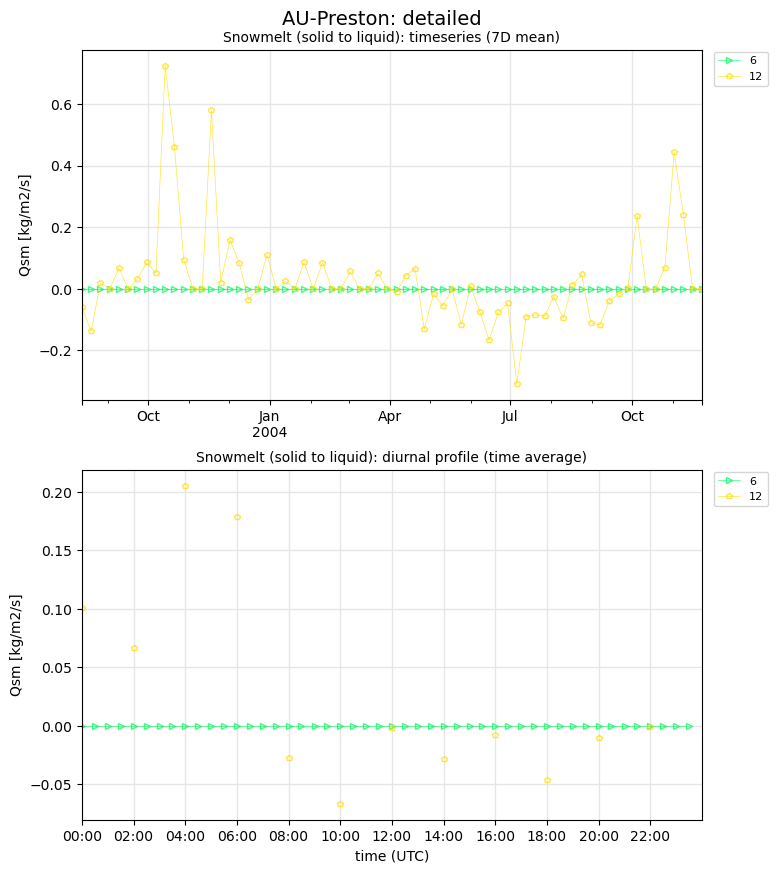 AU-Preston: detailed
Snowmelt (solid to liquid): timeseries (7D mean)
6
12
0.6
0.4
0.2
0.0
−0.2
Qsm [kg/m2/s]
Oct
Jan
2004
Apr
Jul
Oct
Snowmelt (solid to liquid): diurnal profile (time average)
6
12
0.20
0.15
0.10
0.05
0.00
−0.05
Qsm [kg/m2/s]
00:00
02:00
04:00
06:00
08:00
10:00
12:00
14:00
16:00
18:00
20:00
22:00
time (UTC)